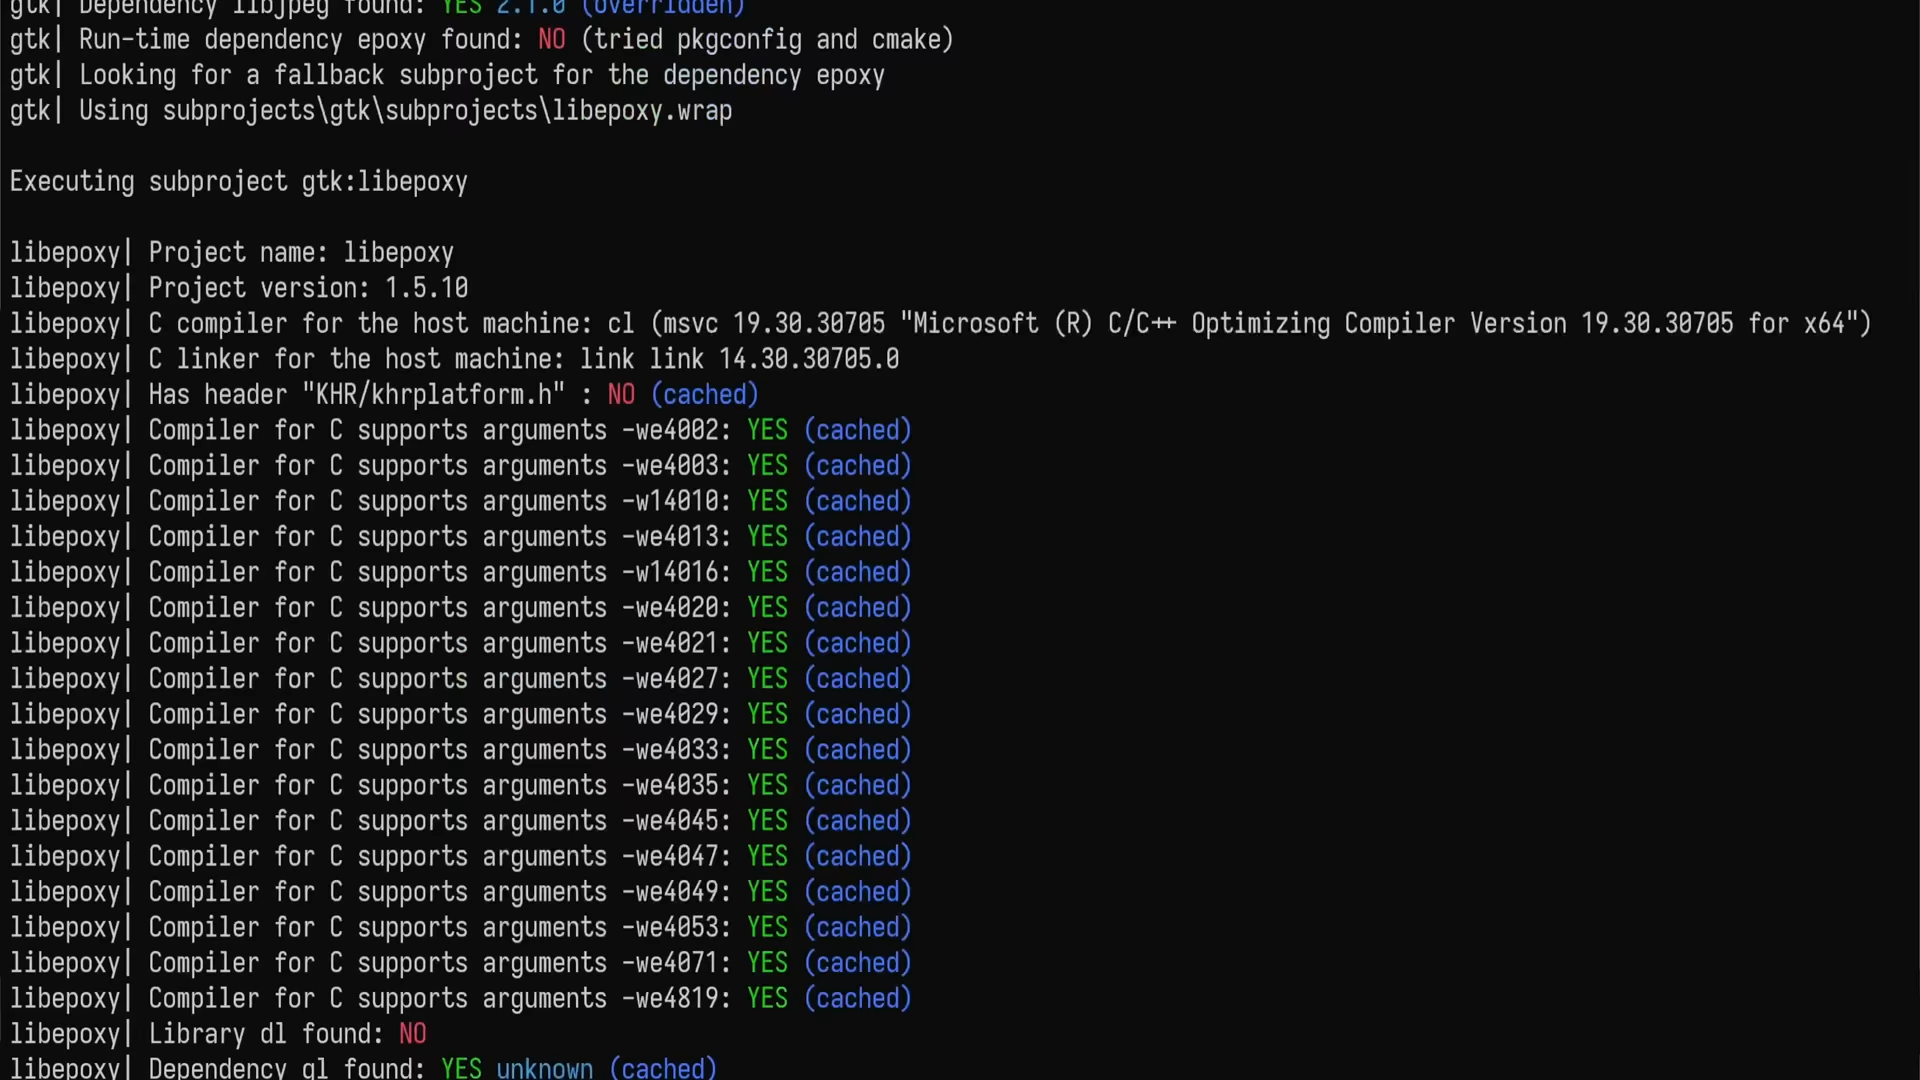 gtk| Dependency libjpeg found: YES 2.1.0 (overridden)
gtk| Run-time dependency epoxy found: NO (tried pkgconfig and cmake)
gtk| Looking for a fallback subproject for the dependency epoxy
gtk| Using subprojects\gtk\subprojects\libepoxy.wrap
Executing subproject gtk:libepoxy
libepoxy| Project name: libepoxy
libepoxy| Project version: 1.5.10
libepoxy| C compiler for the host machine: cl (msvc 19.30.30705 "Microsoft (R) C/C++ Optimizing Compiler Version 19.30.30705 for x64")
libepoxy| C linker for the host machine: link link 14.30.30705.0
libepoxy| Has header "KHR/khrplatform.h" : NO (cached)
libepoxy| Compiler for C supports arguments -we4002: YES (cached)
libepoxy| Compiler for C supports arguments -we4003: YES (cached)
libepoxy| Compiler for C supports arguments -w14010: YES (cached)
libepoxy| Compiler for C supports arguments -we4013: YES (cached)
libepoxy| Compiler for C supports arguments -w14016: YES (cached)
libepoxy| Compiler for C supports arguments -we4020: YES (cached)
libepoxy| Compiler for C supports arguments -we4021: YES (cached)
libepoxy| Compiler for C supports arguments -we4027: YES (cached)
libepoxy| Compiler for C supports arguments -we4029: YES (cached)
libepoxy| Compiler for C supports arguments -we4033: YES (cached)
libepoxy| Compiler for C supports arguments -we4035: YES (cached)
libepoxy| Compiler for C supports arguments -we4045: YES (cached)
libepoxy| Compiler for C supports arguments -we4047: YES (cached)
libepoxy| Compiler for C supports arguments -we4049: YES (cached)
libepoxy| Compiler for C supports arguments -we4053: YES (cached)
libepoxy| Compiler for C supports arguments -we4071: YES (cached)
libepoxy| Compiler for C supports arguments -we4819: YES (cached)
libepoxy| Library dl found: NO
libepoxy| Dependency gl found: YES unknown (cached)